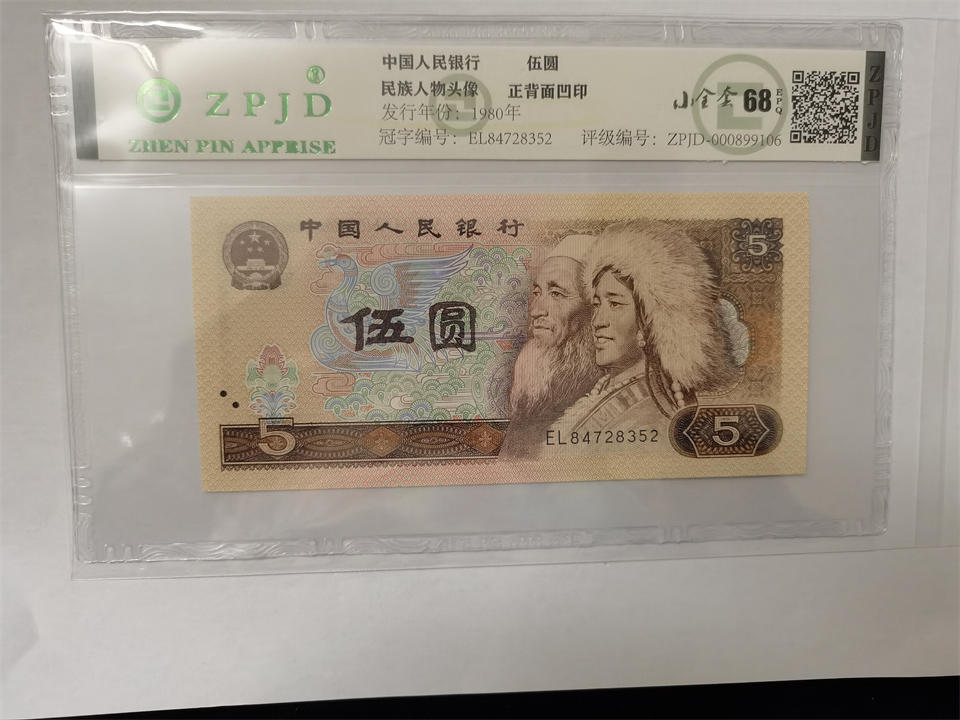 中国人民银行 伍圆
民族人物头像 正背面凹印
发行年份：1980年
冠字编号：EL84728352 评级编号：ZPJD-000899106
小全套 68 EPQ
ZPJD
®
ZPJD
ZHEN PIN APPRISE
中国人民银行
5
伍圆
5
EL84728352
5